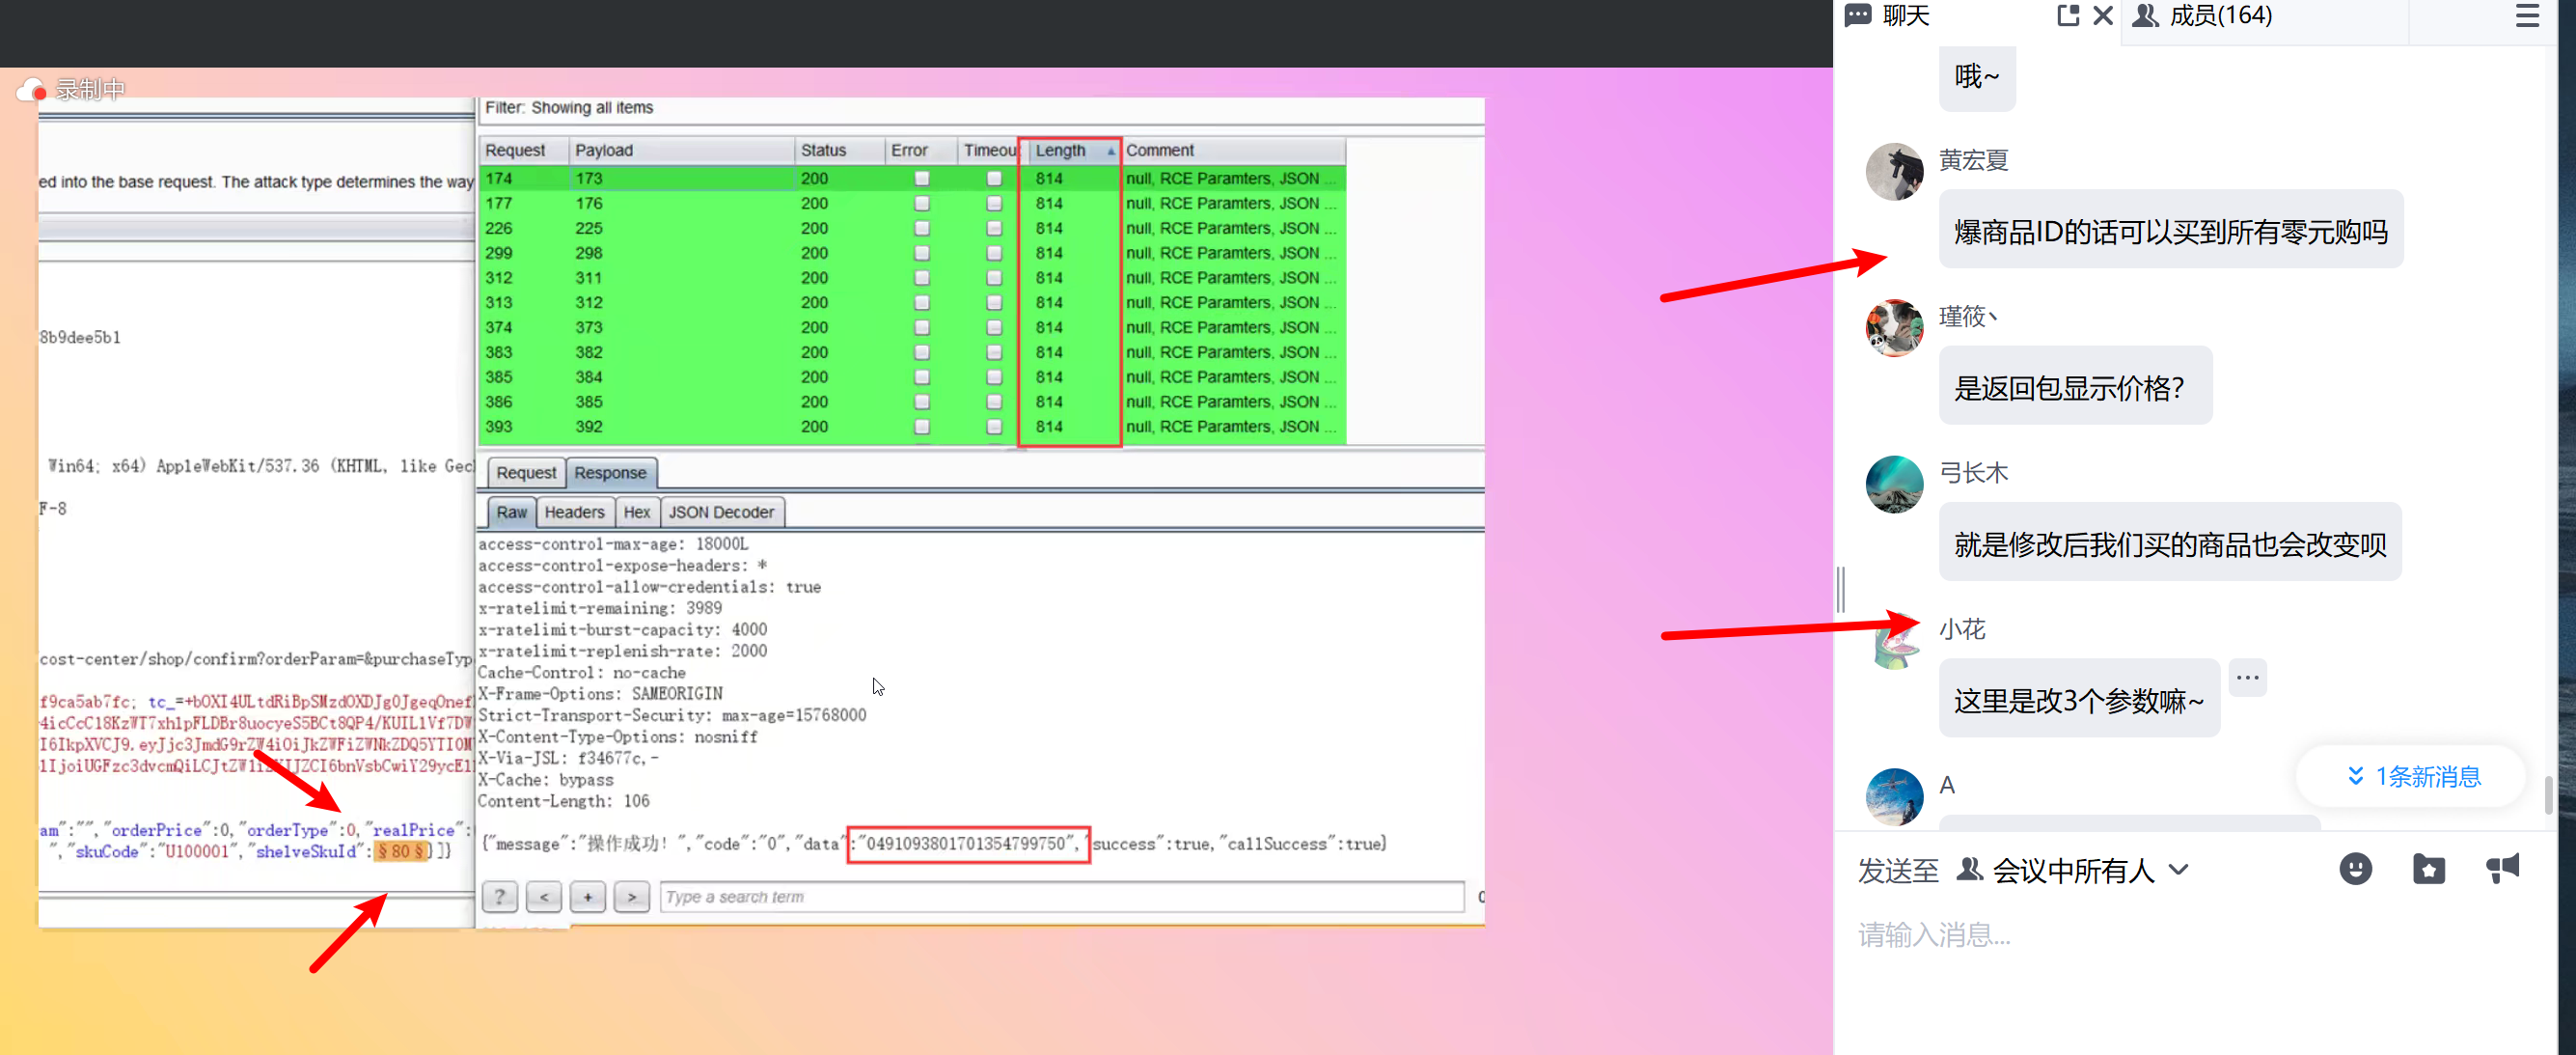 录制中
ed into the base request. The attack type determines the way
8b9dee5b1
Win64; x64) AppleWebKit/537.36 (KHTML, like Gec
F-8
cost-center/shop/confirm?orderParam=&purchaseTyp
f9ca5ab7fc; tc_=+bOXI4ULtdRiBpSMzdOXDJg0JgeqOnef
am":"","orderPrice":0,"orderType":0,"realPrice":
","skuCode":"U100001","shelveSkuId":§80§}]}
Filter: Showing all items
Request Payload Status Error Timeou Length Comment
174 173 200 814 null, RCE Paramters, JSON ...
177 176 200 814 null, RCE Paramters, JSON ...
226 225 200 814 null, RCE Paramters, JSON ...
299 298 200 814 null, RCE Paramters, JSON ...
312 311 200 814 null, RCE Paramters, JSON ...
313 312 200 814 null, RCE Paramters, JSON ...
374 373 200 814 null, RCE Paramters, JSON ...
383 382 200 814 null, RCE Paramters, JSON ...
385 384 200 814 null, RCE Paramters, JSON ...
386 385 200 814 null, RCE Paramters, JSON ...
393 392 200 814 null, RCE Paramters, JSON ...
Request Response
Raw Headers Hex JSON Decoder
access-control-max-age: 18000L
access-control-expose-headers: *
access-control-allow-credentials: true
x-ratelimit-remaining: 3989
x-ratelimit-burst-capacity: 4000
x-ratelimit-replenish-rate: 2000
Cache-Control: no-cache
X-Frame-Options: SAMEORIGIN
Strict-Transport-Security: max-age=15768000
X-Content-Type-Options: nosniff
X-Via-JSL: f34677c,-
X-Cache: bypass
Content-Length: 106
{"message":"操作成功！","code":"0","data":"0491093801701354799750","success":true,"callSuccess":true}
? < + > Type a search term 0
聊天 成员(164)
哦~
黄宏夏
爆商品ID的话可以买到所有零元购吗
瑾筱丶
是返回包显示价格?
弓长木
就是修改后我们买的商品也会改变呗
小花
这里是改3个参数嘛~
A
1条新消息
发送至 会议中所有人
请输入消息...